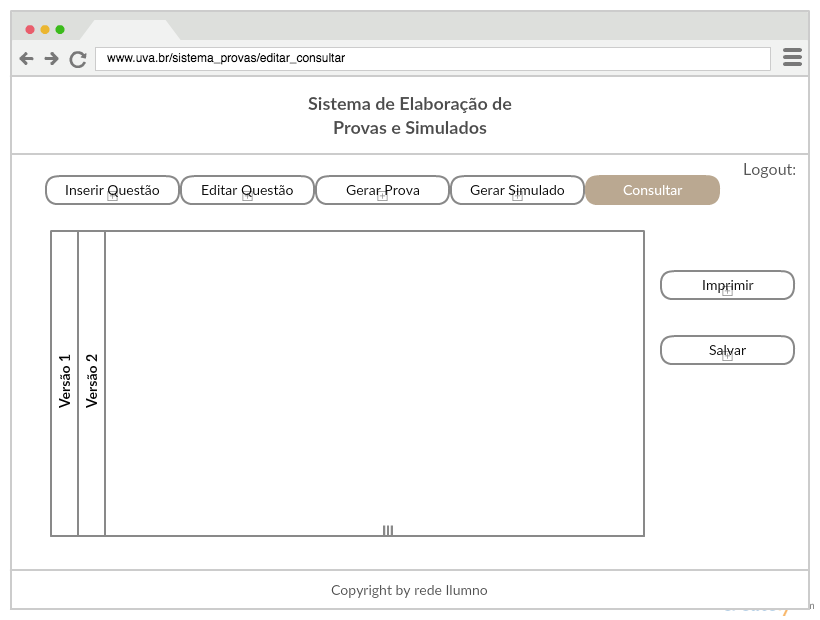 www.uva.br/sistema_provas/editar_consultar
Sistema de Elaboração de
Provas e Simulados
Logout:
Inserir Questão
Editar Questão
Gerar Prova
Gerar Simulado
Consultar
Versão 1
Versão 2
Imprimir
Salvar
Copyright by rede Ilumno